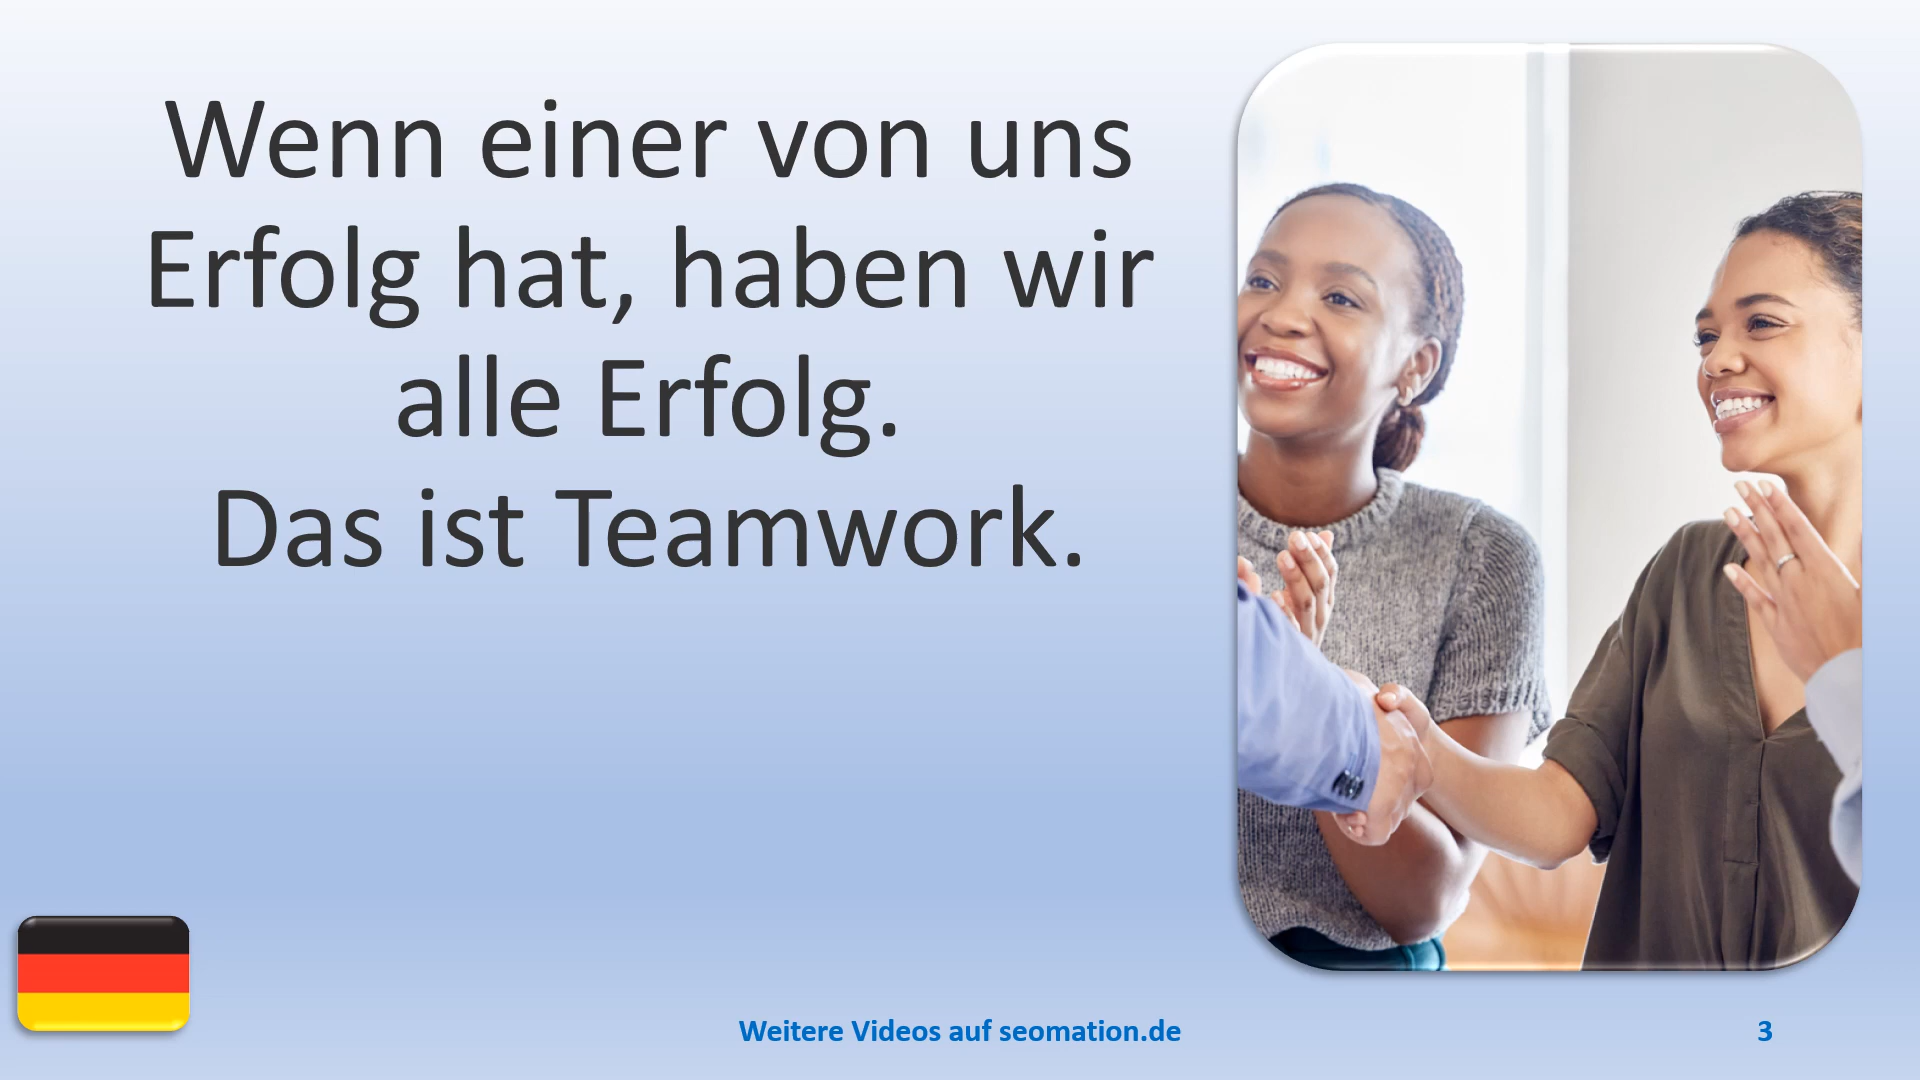 Wenn einer von uns
Erfolg hat, haben wir
alle Erfolg.
Das ist Teamwork.
Weitere Videos auf seomation.de
3